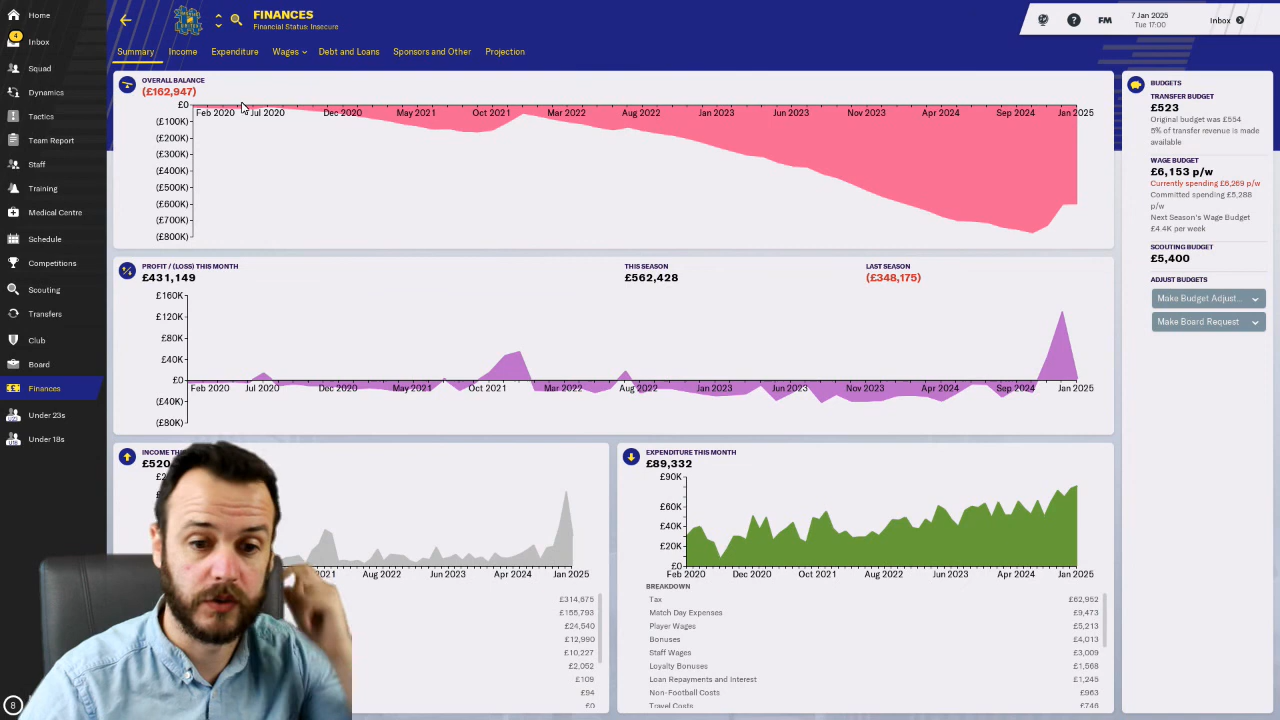 Home
4
Inbox
Squad
Dynamics
Tactics
Team Report
Staff
Training
Medical Centre
Schedule
Competitions
Scouting
Transfers
Club
Board
Finances
Under 23s
Under 18s
8
FINANCES
Financial Status: Insecure
?
FM
7 Jan 2025
Tue 17:00
Inbox
Summary
Income
Expenditure
Wages
Debt and Loans
Sponsors and Other
Projection
OVERALL BALANCE
(£162,947)
£0
(£100K)
(£200K)
(£300K)
(£400K)
(£500K)
(£600K)
(£700K)
(£800K)
Feb 2020 Jul 2020 Dec 2020 May 2021 Oct 2021 Mar 2022 Aug 2022 Jan 2023 Jun 2023 Nov 2023 Apr 2024 Sep 2024 Jan 2025
PROFIT / (LOSS) THIS MONTH
£431,149
THIS SEASON
£562,428
LAST SEASON
(£348,175)
£160K
£120K
£80K
£40K
£0
(£40K)
(£80K)
Feb 2020 Jul 2020 Dec 2020 May 2021 Oct 2021 Mar 2022 Aug 2022 Jan 2023 Jun 2023 Nov 2023 Apr 2024 Sep 2024 Jan 2025
INCOME
£520
2021 Aug 2022 Jun 2023 Apr 2024 Jan 2025
£314,675
£155,793
£24,540
£12,990
£10,227
£2,052
£109
£94
£0
EXPENDITURE THIS MONTH
£89,332
£90K
£60K
£40K
£20K
£0
Feb 2020 Dec 2020 Oct 2021 Aug 2022 Jun 2023 Apr 2024 Jan 2025
BREAKDOWN
Tax £62,952
Match Day Expenses £9,473
Player Wages £5,213
Bonuses £4,013
Staff Wages £3,009
Loyalty Bonuses £1,568
Loan Repayments and Interest £1,245
Non-Football Costs £963
Travel Costs £746
BUDGETS
TRANSFER BUDGET
£523
Original budget was £554
5% of transfer revenue is made
available
WAGE BUDGET
£6,153 p/w
Currently spending £6,269 p/w
Committed spending £5,288
p/w
Next Season's Wage Budget
£4.4K per week
SCOUTING BUDGET
£5,400
ADJUST BUDGETS
Make Budget Adjust...
Make Board Request